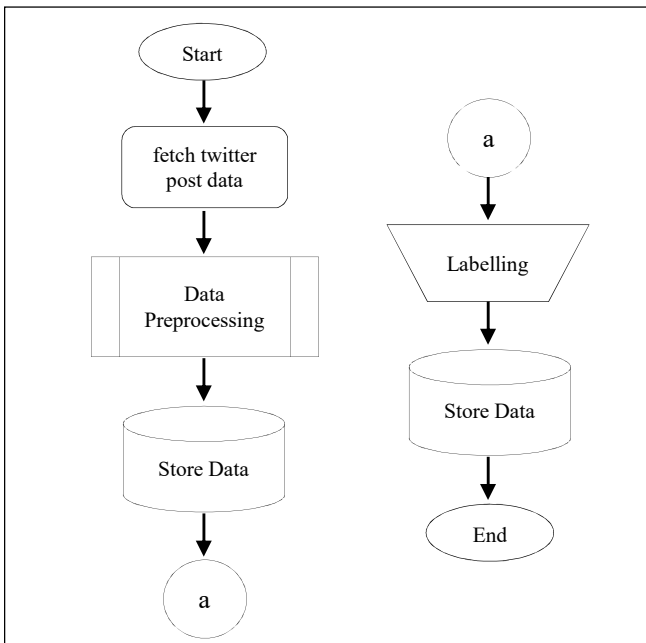 Start
fetch twitter
post data
Data
Preprocessing
Store Data
a
a
Labelling
Store Data
End